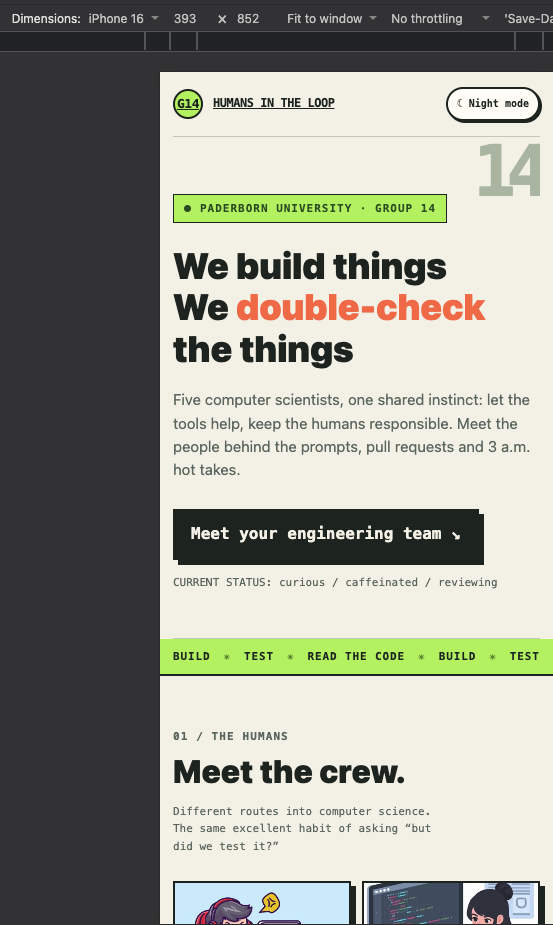 Dimensions: iPhone 16 393 × 852 Fit to window No throttling 'Save-Da
G14 HUMANS IN THE LOOP ☾ Night mode
14
● PADERBORN UNIVERSITY · GROUP 14
We build things
We double-check
the things
Five computer scientists, one shared instinct: let the
tools help, keep the humans responsible. Meet the
people behind the prompts, pull requests and 3 a.m.
hot takes.
Meet your engineering team ↘
CURRENT STATUS: curious / caffeinated / reviewing
BUILD ✳ TEST ✳ READ THE CODE ✳ BUILD ✳ TEST
01 / THE HUMANS
Meet the crew.
Different routes into computer science.
The same excellent habit of asking “but
did we test it?”